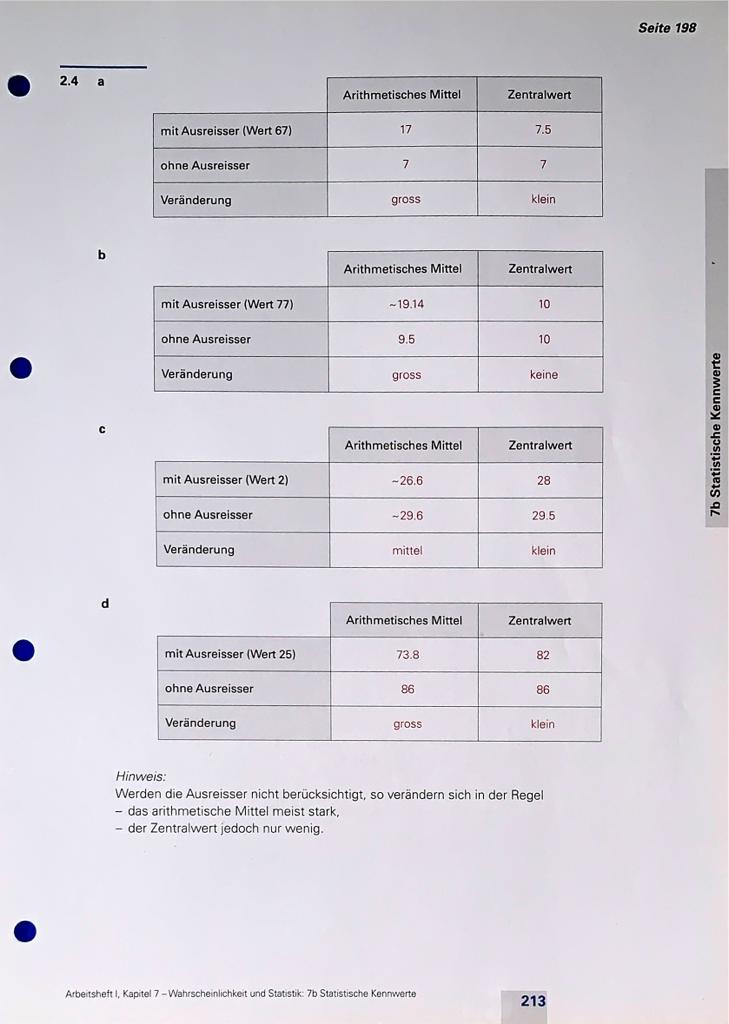 Seite 198
2.4 a
Arithmetisches Mittel Zentralwert
mit Ausreisser (Wert 67) 17 7.5
ohne Ausreisser 7 7
Veränderung gross klein
b
Arithmetisches Mittel Zentralwert
mit Ausreisser (Wert 77) ~19.14 10
ohne Ausreisser 9.5 10
Veränderung gross keine
c
Arithmetisches Mittel Zentralwert
mit Ausreisser (Wert 2) ~26.6 28
ohne Ausreisser ~29.6 29.5
Veränderung mittel klein
d
Arithmetisches Mittel Zentralwert
mit Ausreisser (Wert 25) 73.8 82
ohne Ausreisser 86 86
Veränderung gross klein
Hinweis:
Werden die Ausreisser nicht berücksichtigt, so verändern sich in der Regel
– das arithmetische Mittel meist stark,
– der Zentralwert jedoch nur wenig.
7b Statistische Kennwerte
Arbeitsheft I, Kapitel 7 – Wahrscheinlichkeit und Statistik: 7b Statistische Kennwerte
213